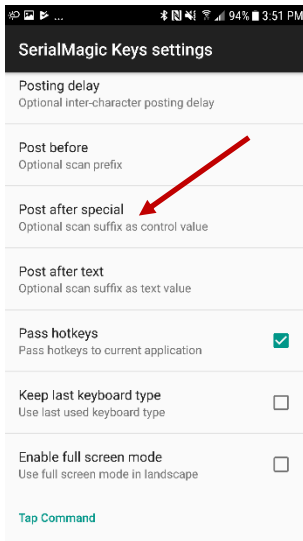 94% 3:51 PM
SerialMagic Keys settings
Posting delay
Optional inter-character posting delay
Post before
Optional scan prefix
Post after special
Optional scan suffix as control value
Post after text
Optional scan suffix as text value
Pass hotkeys
Pass hotkeys to current application
Keep last keyboard type
Use last used keyboard type
Enable full screen mode
Use full screen mode in landscape
Tap Command